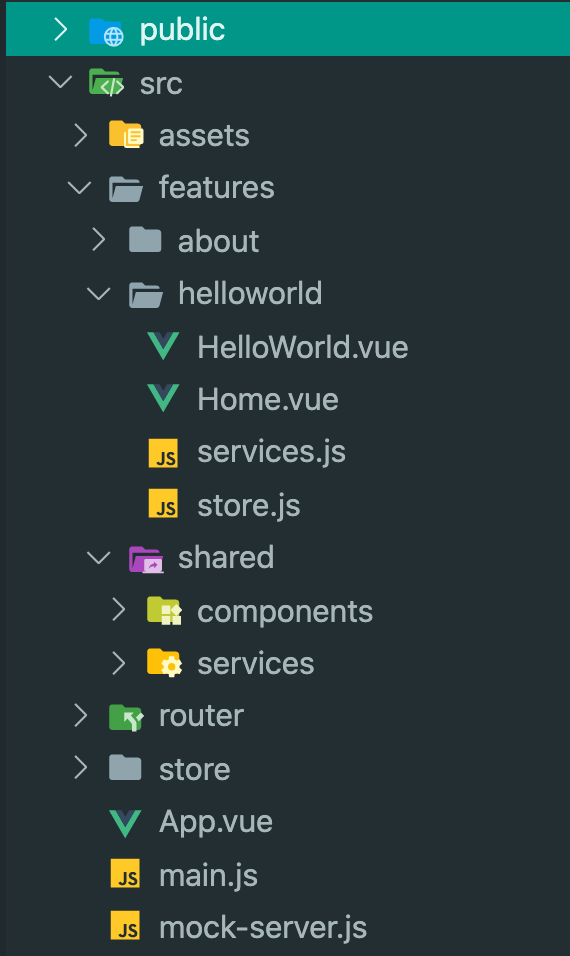 public
src
assets
features
about
helloworld
HelloWorld.vue
Home.vue
JS services.js
JS store.js
shared
components
services
router
store
App.vue
JS main.js
JS mock-server.js